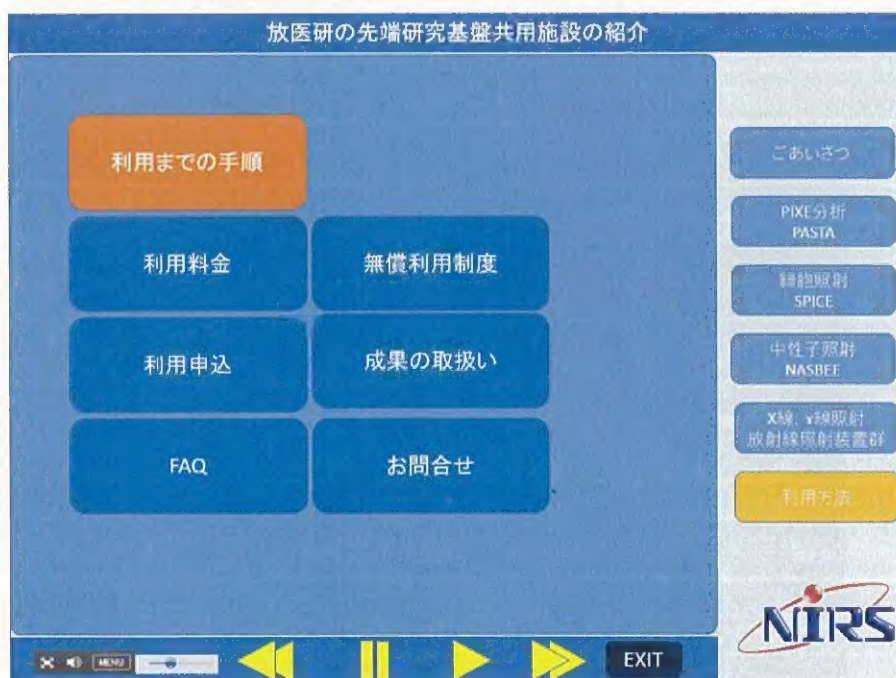 放医研の先端研究基盤共用施設の紹介
利用までの手順
利用料金
無償利用制度
利用申込
成果の取扱い
FAQ
お問合せ
ごあいさつ
PIXE分析
PASTA
細胞照射
SPICE
中性子照射
NASBEE
X線、γ線照射
放射線照射装置群
利用方法
NIRS
MENU
EXIT